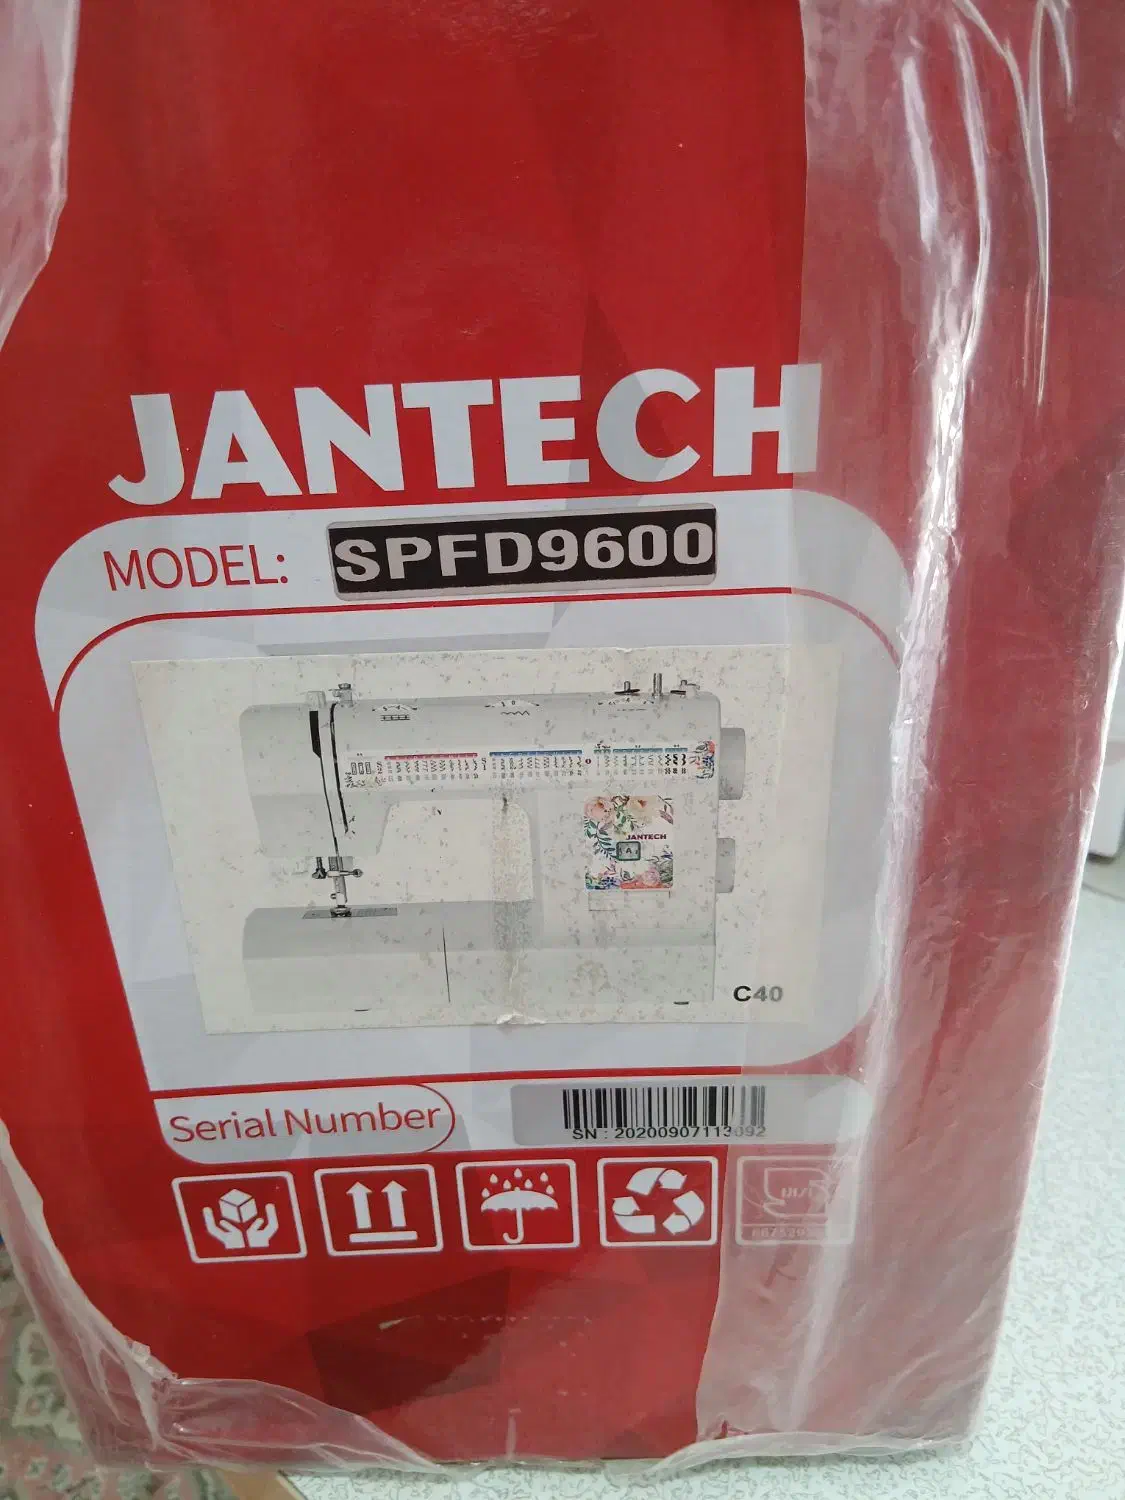 JANTECH
MODEL: SPFD9600
JANTECH
A
C40
Serial Number
SN : 20200907113092